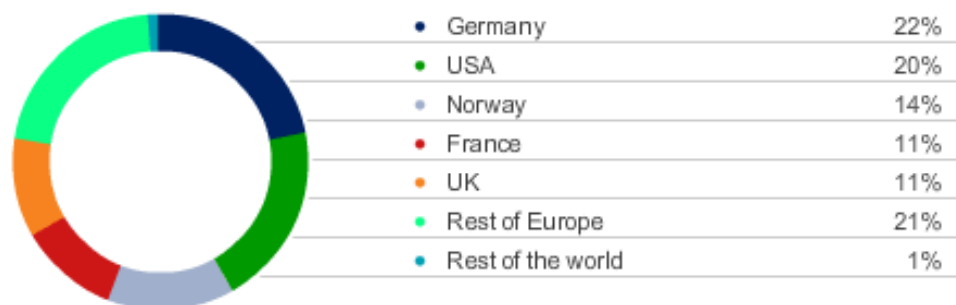 Germany 22%
USA 20%
Norway 14%
France 11%
UK 11%
Rest of Europe 21%
Rest of the world 1%